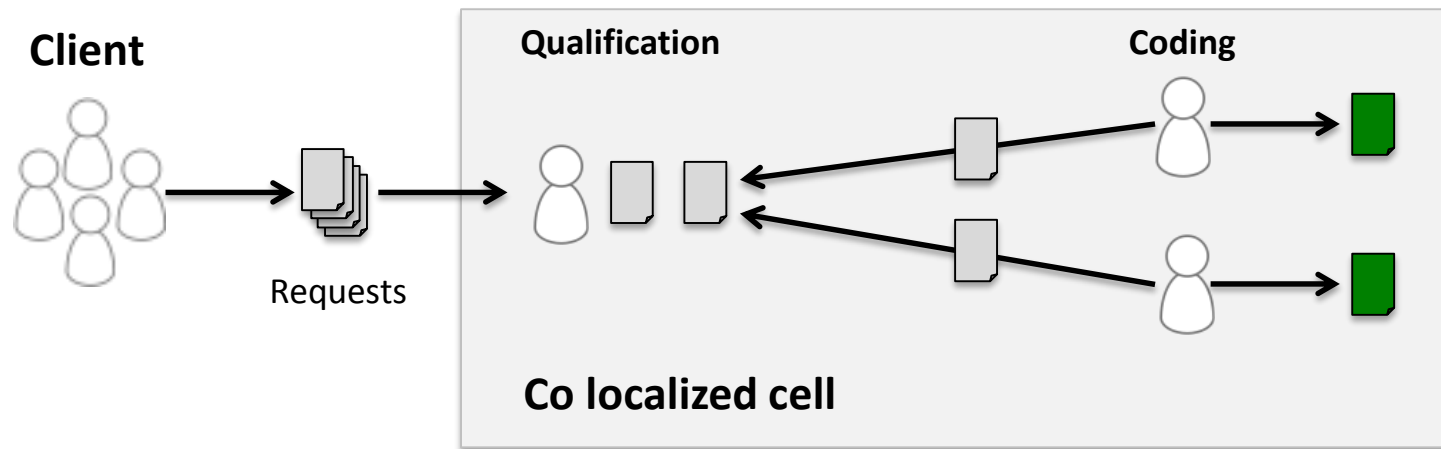 Client
Qualification
Coding
Requests
Co localized cell